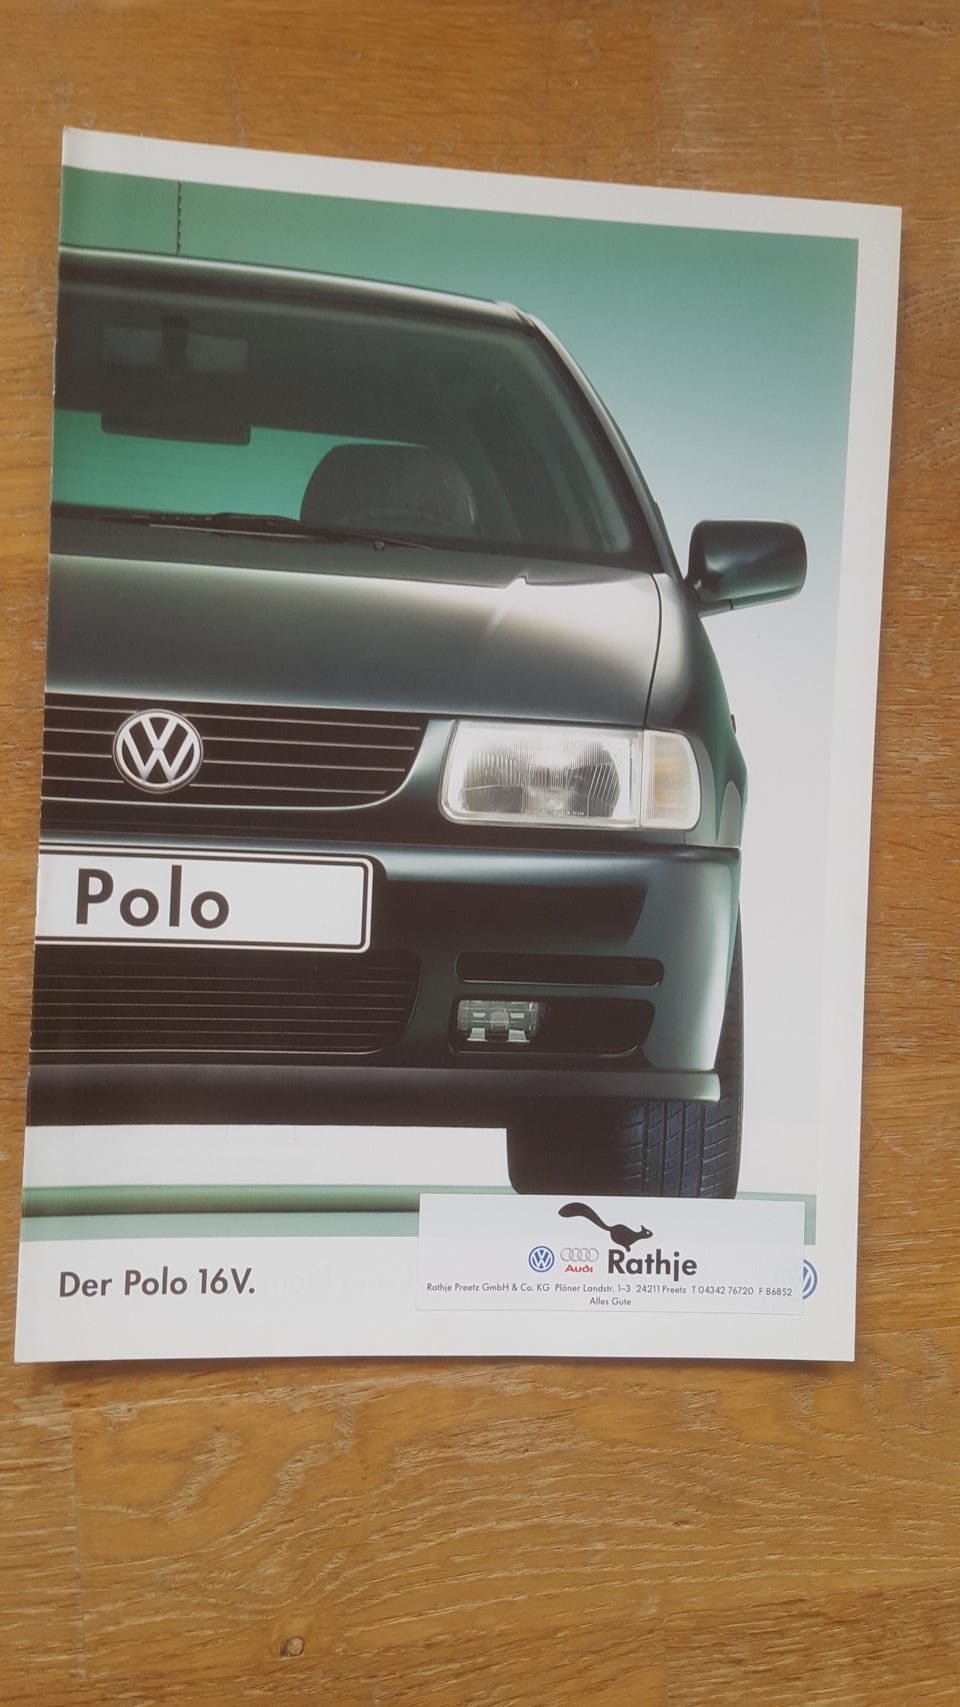 Polo
Der Polo 16V.
Audi Rathje
Rathje Preetz GmbH & Co. KG Plöner Landstr. 1–3 24211 Preetz T 04342 76720 F 86852
Alles Gute